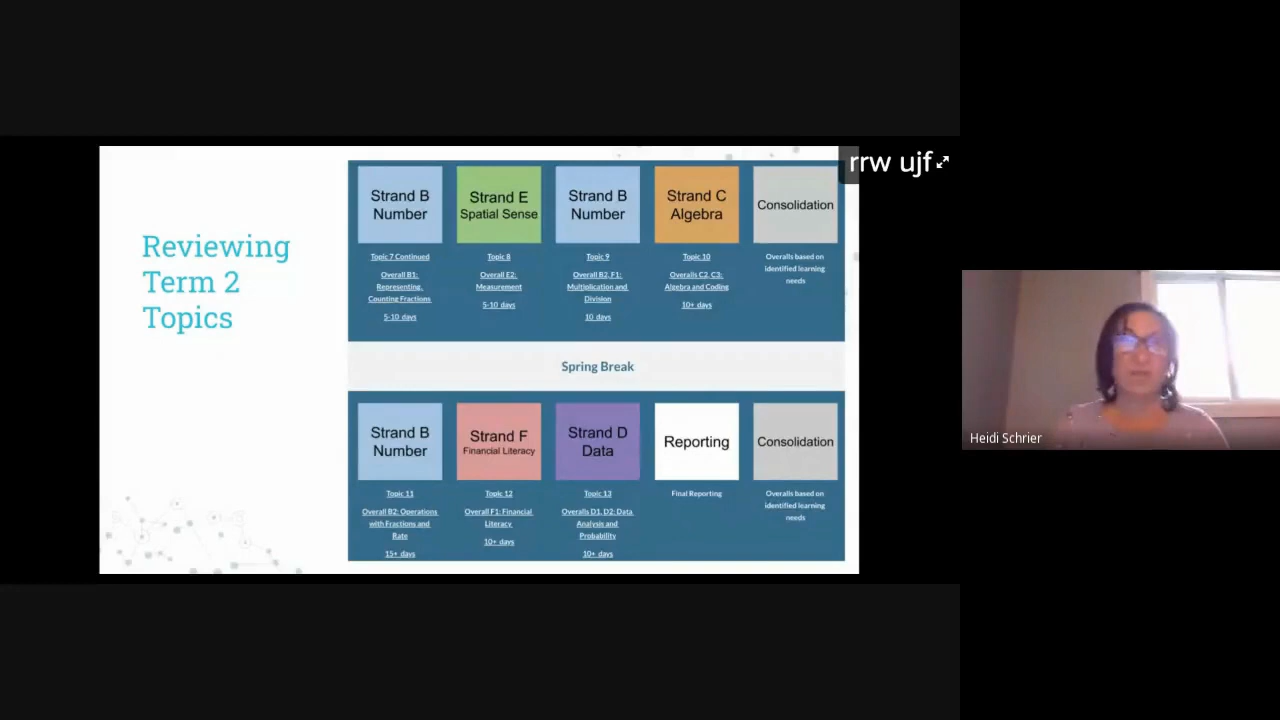 Reviewing
Term 2
Topics
Strand B
Number
Topic 7 Continued
Overall B1:
Representing,
Counting Fractions
5-10 days
Strand E
Spatial Sense
Topic 8
Overall E2:
Measurement
5-10 days
Strand B
Number
Topic 9
Overall B2, F1:
Multiplication and
Division
10 days
Strand C
Algebra
Topic 10
Overalls C2, C3:
Algebra and Coding
10+ days
Consolidation
Overalls based on
identified learning
needs
Spring Break
Strand B
Number
Topic 11
Overall B2: Operations
with Fractions and
Rate
15+ days
Strand F
Financial Literacy
Topic 12
Overall F1: Financial
Literacy
10+ days
Strand D
Data
Topic 13
Overalls D1, D2: Data
Analysis and
Probability
10+ days
Reporting
Final Reporting
Consolidation
Overalls based on
identified learning
needs
rrw ujf
Heidi Schrier